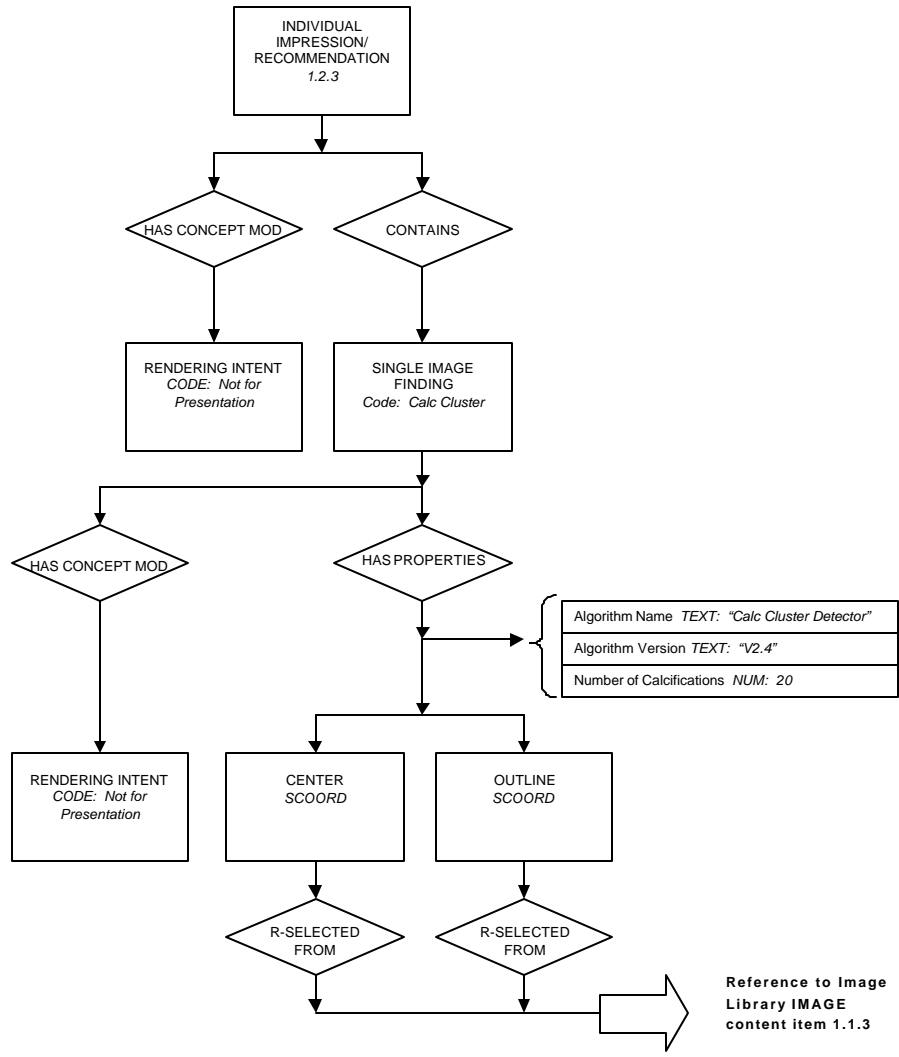 INDIVIDUAL
IMPRESSION/
RECOMMENDATION
1.2.3
HAS CONCEPT MOD
CONTAINS
RENDERING INTENT
CODE: Not for
Presentation
SINGLE IMAGE
FINDING
Code: Calc Cluster
HAS CONCEPT MOD
HAS PROPERTIES
Algorithm Name TEXT: “Calc Cluster Detector”
Algorithm Version TEXT: “V2.4”
Number of Calcifications NUM: 20
RENDERING INTENT
CODE: Not for
Presentation
CENTER
SCOORD
OUTLINE
SCOORD
R-SELECTED
FROM
R-SELECTED
FROM
Reference to Image
Library IMAGE
content item 1.1.3